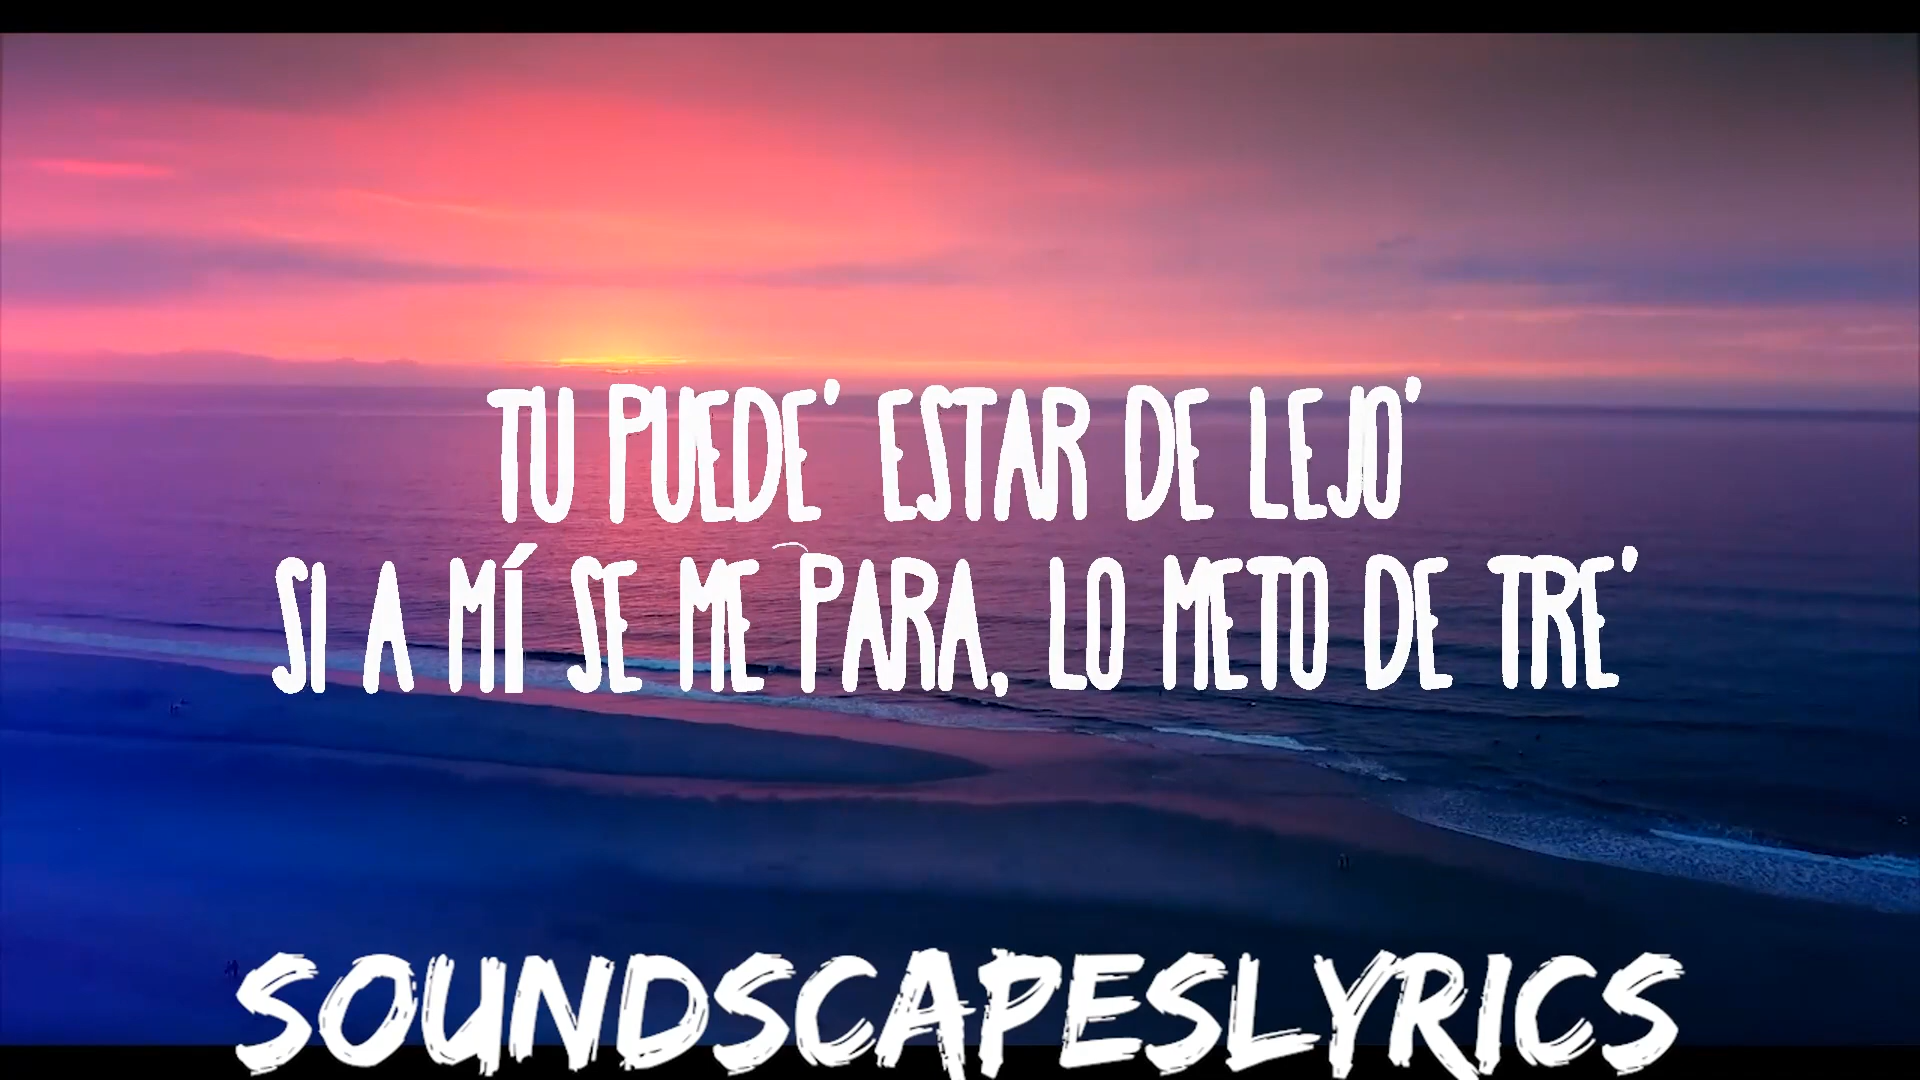 TU PUEDE' ESTAR DE LEJO'
SI A MÍ SE ME PARA, LO METO DE TRE'
SOUNDSCAPESLYRICS